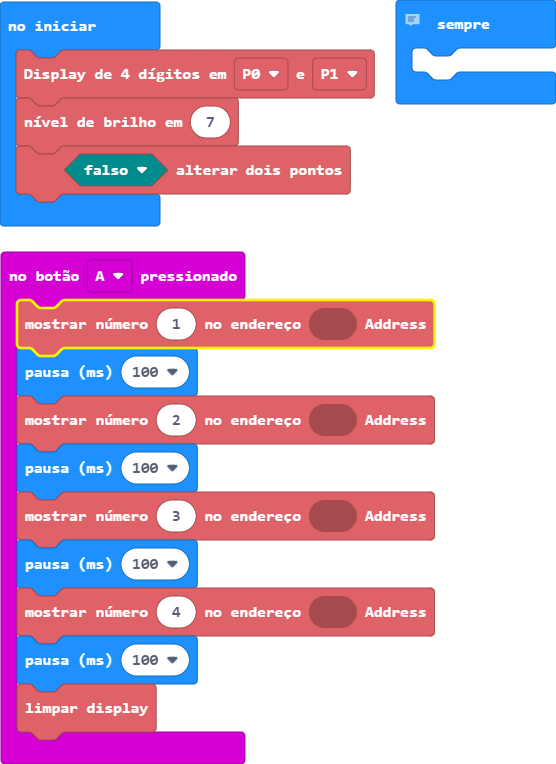 no iniciar
Display de 4 dígitos em P0 e P1
nível de brilho em 7
falso alterar dois pontos
sempre
no botão A pressionado
mostrar número 1 no endereço Address
pausa (ms) 100
mostrar número 2 no endereço Address
pausa (ms) 100
mostrar número 3 no endereço Address
pausa (ms) 100
mostrar número 4 no endereço Address
pausa (ms) 100
limpar display